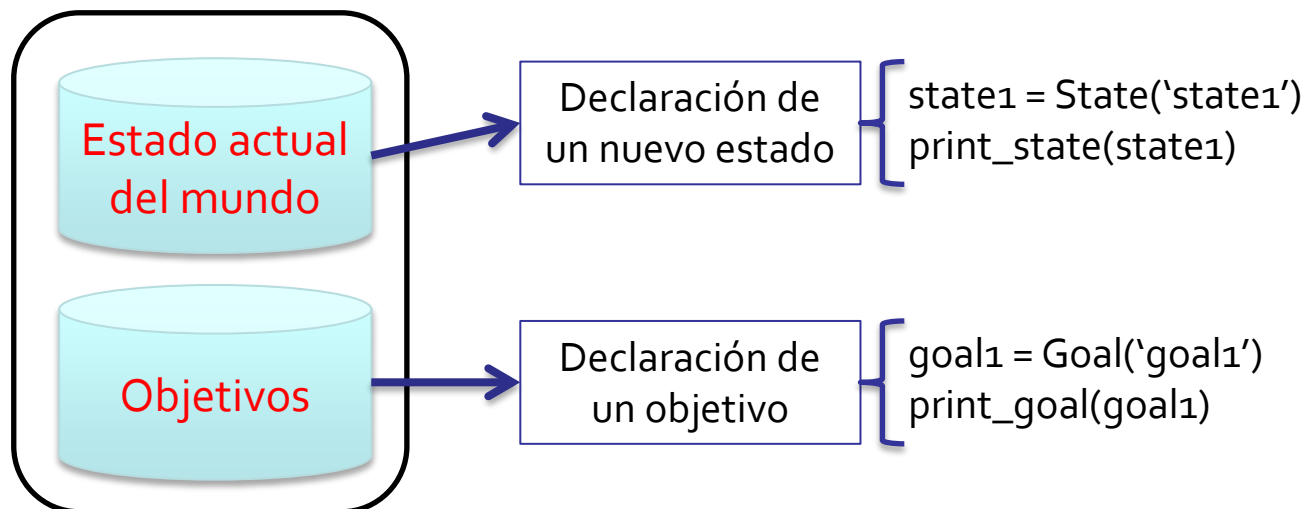 Estado actual
del mundo
Declaración de
un nuevo estado
state1 = State(‘state1’)
print_state(state1)
Objetivos
Declaración de
un objetivo
goal1 = Goal(‘goal1’)
print_goal(goal1)